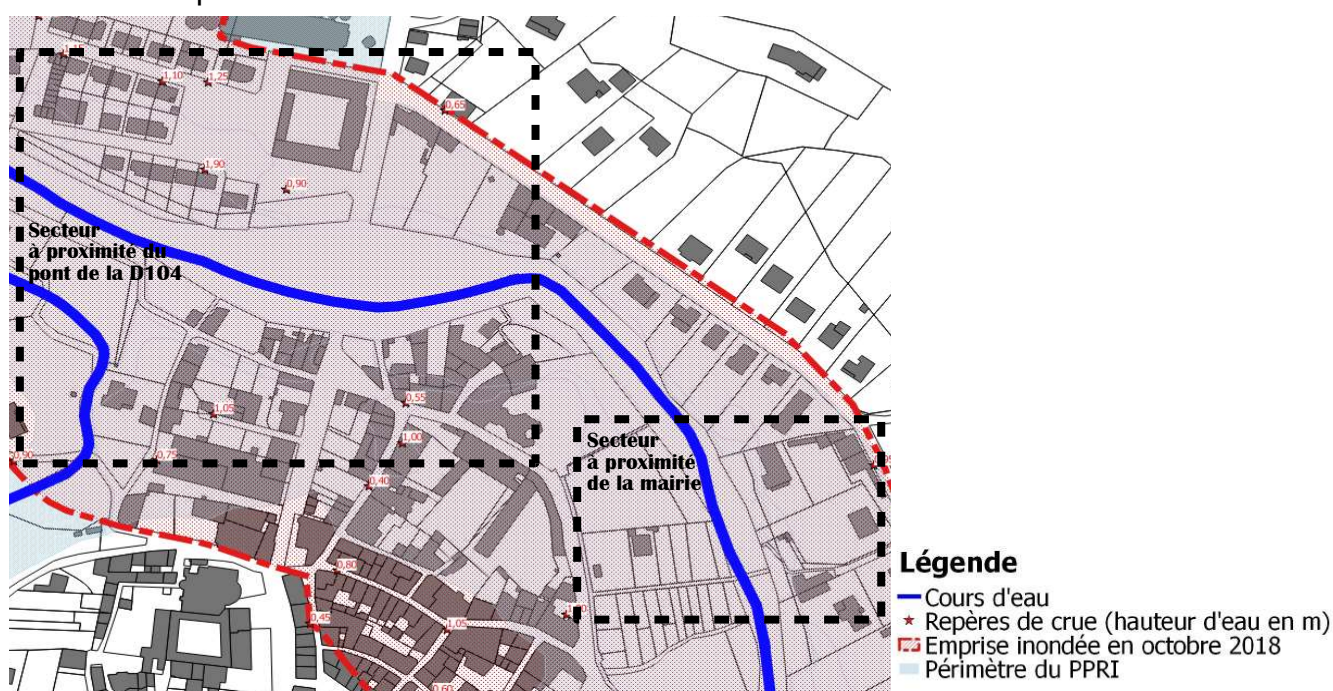 1,10
1,25
0,65
1,90
0,90
Secteur
à proximité du
pont de la D104
0,55
1,05
1,00
Secteur
à proximité
de la mairie
0,90
0,75
0,40
0,80
0,45
1,05
0,60
Légende
Cours d'eau
Repères de crue (hauteur d'eau en m)
Emprise inondée en octobre 2018
Périmètre du PPRI